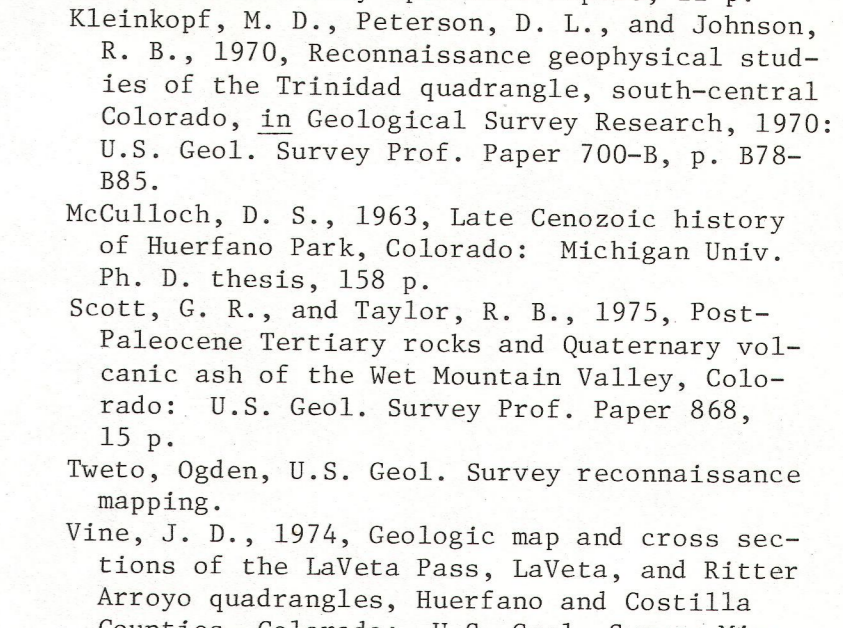 Kleinkopf, M. D., Peterson, D. L., and Johnson,
R. B., 1970, Reconnaissance geophysical stud-
ies of the Trinidad quadrangle, south-central
Colorado, in Geological Survey Research, 1970:
U.S. Geol. Survey Prof. Paper 700-B, p. B78-
B85.
McCulloch, D. S., 1963, Late Cenozoic history
of Huerfano Park, Colorado: Michigan Univ.
Ph. D. thesis, 158 p.
Scott, G. R., and Taylor, R. B., 1975, Post-
Paleocene Tertiary rocks and Quaternary vol-
canic ash of the Wet Mountain Valley, Colo-
rado: U.S. Geol. Survey Prof. Paper 868,
15 p.
Tweto, Ogden, U.S. Geol. Survey reconnaissance
mapping.
Vine, J. D., 1974, Geologic map and cross sec-
tions of the LaVeta Pass, LaVeta, and Ritter
Arroyo quadrangles, Huerfano and Costilla